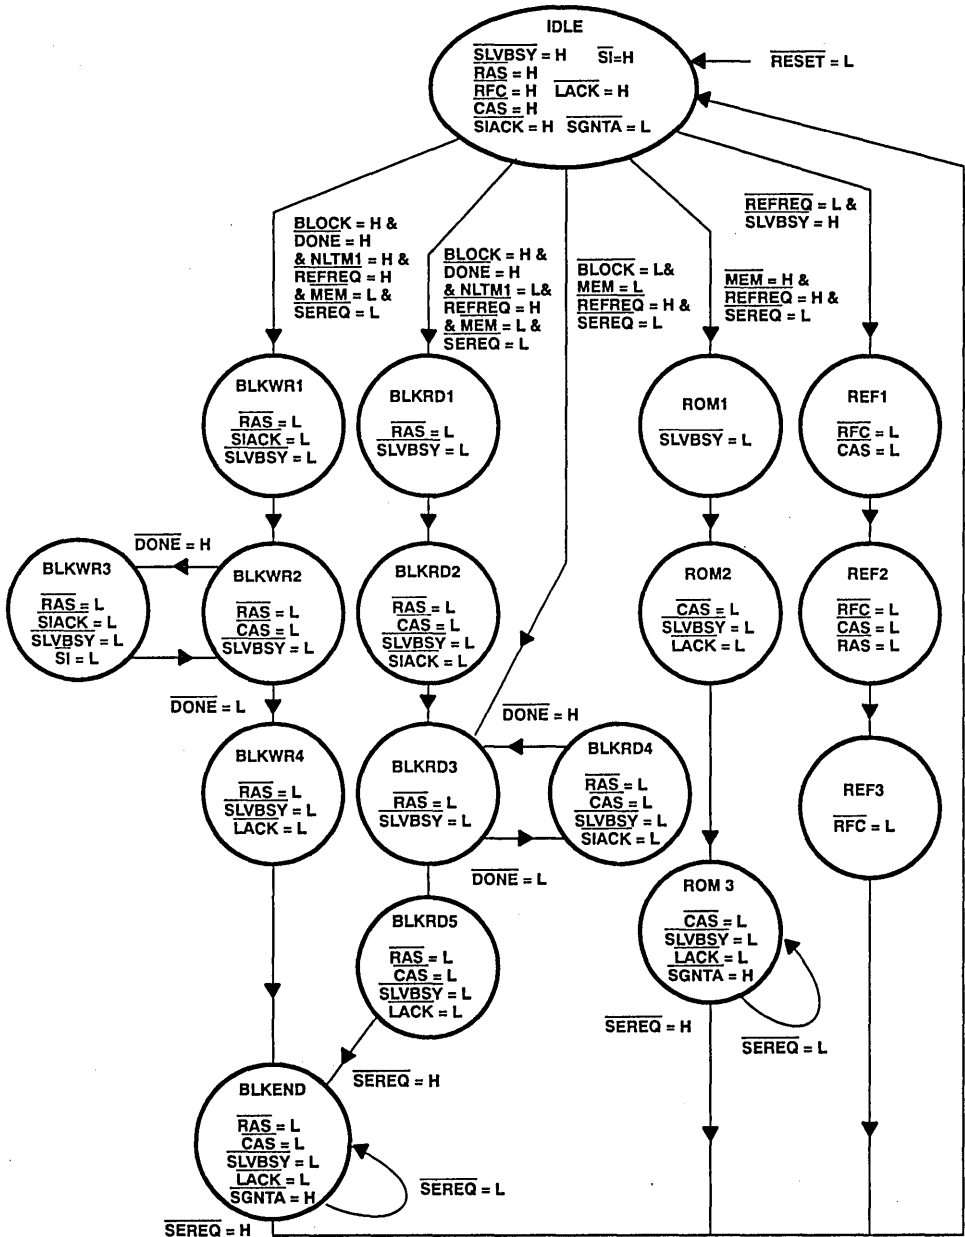 IDLE
SLVBSY = H SI=H
RAS = H
RFC = H LACK = H
CAS = H
SIACK = H SGNTA = L
RESET = L
BLOCK = H &
DONE = H
& NLTM1 = H &
REFREQ = H
& MEM = L &
SEREQ = L
BLOCK = H &
DONE = H
& NLTM1 = L&
REFREQ = H
& MEM = L &
SEREQ = L
BLOCK = L&
MEM = L
REFREQ = H &
SEREQ = L
MEM = H &
REFREQ = H &
SEREQ = L
REFREQ = L &
SLVBSY = H
BLKWR1
RAS = L
SIACK = L
SLVBSY = L
BLKRD1
RAS = L
SLVBSY = L
ROM1
SLVBSY = L
REF1
RFC = L
CAS = L
DONE = H
BLKWR3
RAS = L
SIACK = L
SLVBSY = L
SI = L
BLKWR2
RAS = L
CAS = L
SLVBSY = L
BLKRD2
RAS = L
CAS = L
SLVBSY = L
SIACK = L
ROM2
CAS = L
SLVBSY = L
LACK = L
REF2
RFC = L
CAS = L
RAS = L
DONE = L
BLKWR4
RAS = L
SLVBSY = L
LACK = L
BLKRD3
RAS = L
SLVBSY = L
DONE = H
BLKRD4
RAS = L
CAS = L
SLVBSY = L
SIACK = L
REF3
RFC = L
DONE = L
BLKRD5
RAS = L
CAS = L
SLVBSY = L
LACK = L
ROM 3
CAS = L
SLVBSY = L
LACK = L
SGNTA = H
SEREQ = H
SEREQ = L
SEREQ = H
BLKEND
RAS = L
CAS = L
SLVBSY = L
LACK = L
SGNTA = H
SEREQ = L
SEREQ = H